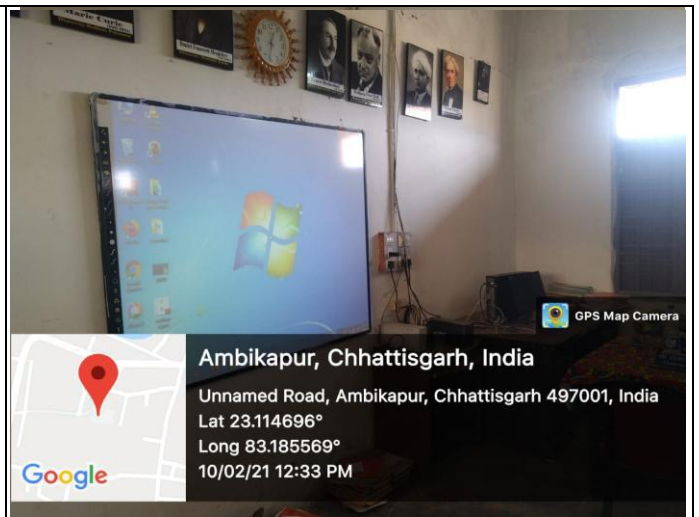 Marie Curie
GPS Map Camera
Ambikapur, Chhattisgarh, India
Unnamed Road, Ambikapur, Chhattisgarh 497001, India
Lat 23.114696°
Long 83.185569°
10/02/21 12:33 PM
Google